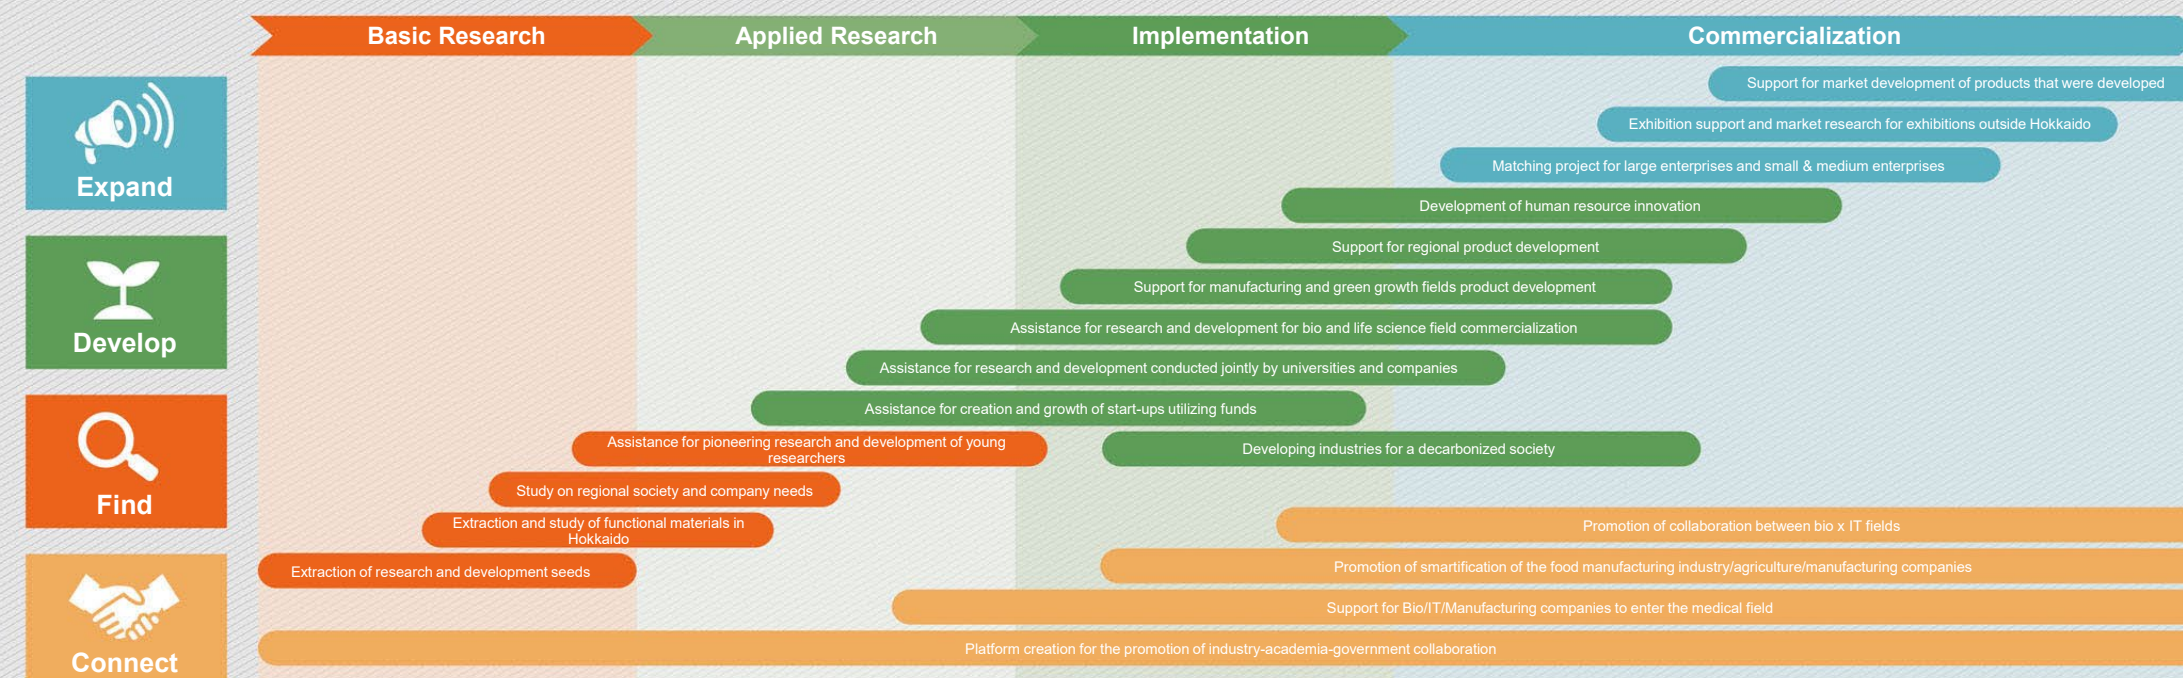 Basic Research
Applied Research
Implementation
Commercialization
Expand
Support for market development of products that were developed
Exhibition support and market research for exhibitions outside Hokkaido
Matching project for large enterprises and small & medium enterprises
Develop
Development of human resource innovation
Support for regional product development
Support for manufacturing and green growth fields product development
Assistance for research and development for bio and life science field commercialization
Assistance for research and development conducted jointly by universities and companies
Assistance for creation and growth of start-ups utilizing funds
Developing industries for a decarbonized society
Find
Assistance for pioneering research and development of young
researchers
Study on regional society and company needs
Extraction and study of functional materials in
Hokkaido
Extraction of research and development seeds
Connect
Promotion of collaboration between bio x IT fields
Promotion of smartification of the food manufacturing industry/agriculture/manufacturing companies
Support for Bio/IT/Manufacturing companies to enter the medical field
Platform creation for the promotion of industry-academia-government collaboration